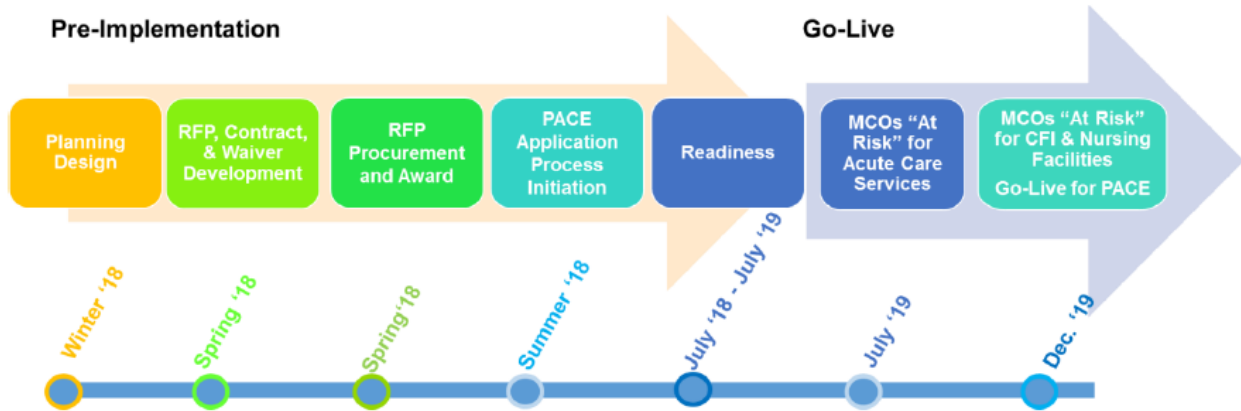 Pre-Implementation
Go-Live
Planning
Design
RFP, Contract,
& Waiver
Development
RFP
Procurement
and Award
PACE
Application
Process
Initiation
Readiness
MCOs “At
Risk” for
Acute Care
Services
MCOs “At Risk”
for CFI & Nursing
Facilities
Go-Live for PACE
Winter ‘18
Spring ‘18
Spring‘18
Summer ‘18
July ‘18 - July ‘19
July ‘19
Dec. ‘19